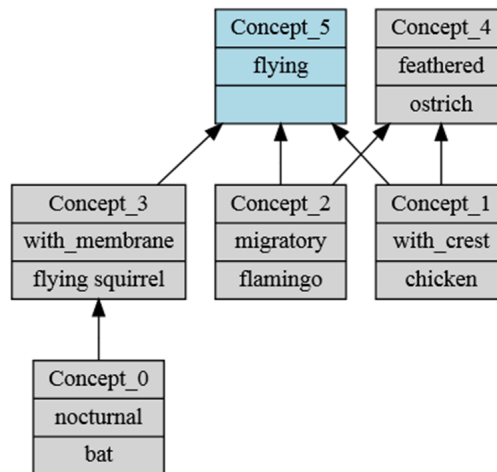 Concept_5
flying
Concept_4
feathered
ostrich
Concept_3
with_membrane
flying squirrel
Concept_2
migratory
flamingo
Concept_1
with_crest
chicken
Concept_0
nocturnal
bat